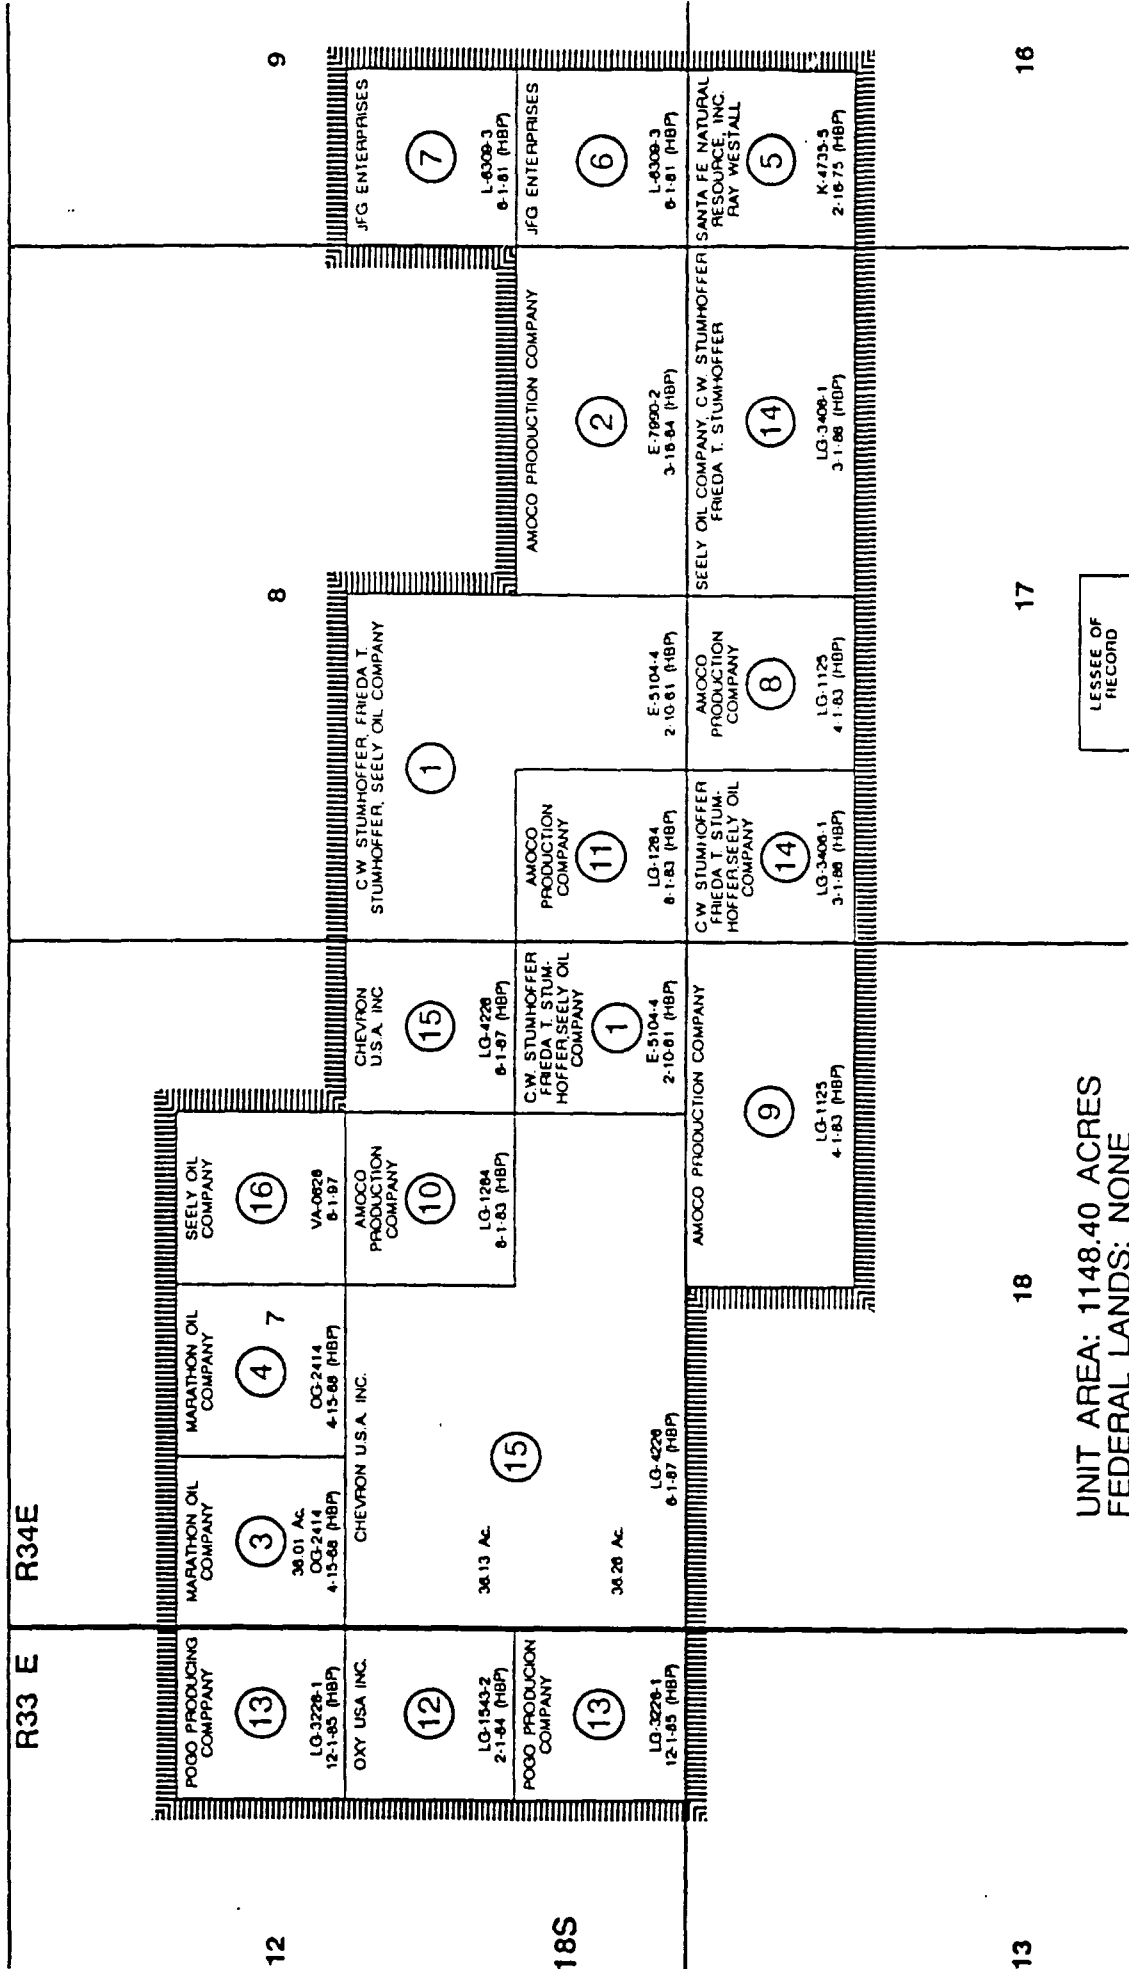 R33 E
R34E
12
7
8
9
18S
13
18
17
16
POGO PRODUCING
COMPPANY
13
LG-3228-1
12-1-85 (HBP)
MARATHON OIL
COMPANY
3
38.01 Ac.
OG-2414
4-15-68 (HBP)
MARATHON OIL
COMPANY
4
OG-2414
4-15-68 (HBP)
SEELY OIL
COMPANY
16
VA-0628
6-1-97
OXY USA INC.
12
LG-1543-2
2-1-84 (HBP)
CHEVRON U.S.A. INC.
38.13 Ac.
15
38.26 Ac.
LG-4226
6-1-87 (HBP)
AMOCO
PRODUCTION
COMPANY
10
LG-1284
8-1-83 (HBP)
CHEVRON
U.S.A. INC
15
LG-4226
6-1-87 (HBP)
C.W. STUMHOFFER, FRIEDA T.
STUMHOFFER, SEELY OIL COMPANY
1
E-5104-4
2-10-61 (HBP)
JFG ENTERPRISES
7
L-6309-3
6-1-81 (HBP)
POGO PRODUCION
COMPANY
13
LG-3228-1
12-1-85 (HBP)
C.W. STUMHOFFER
FRIEDA T. STUM-
HOFFER,SEELY OIL
COMPANY
1
E-5104-4
2-10-61 (HBP)
AMOCO
PRODUCTION
COMPANY
11
LG-1284
8-1-83 (HBP)
AMOCO PRODUCTION COMPANY
2
E-7990-2
3-16-64 (HBP)
JFG ENTERPRISES
6
L-6309-3
6-1-81 (HBP)
AMOCO PRODUCTION COMPANY
9
LG-1125
4-1-83 (HBP)
C.W STUMHOFFER
FRIEDA T. STUM-
HOFFER,SEELY OIL
COMPANY
14
LG-3406-1
3-1-86 (HBP)
AMOCO
PRODUCTION
COMPANY
8
LG-1125
4-1-83 (HBP)
SEELY OIL COMPANY, C.W. STUMHOFFER
FRIEDA T. STUMHOFFER
14
LG-3406-1
3-1-86 (HBP)
SANTA FE NATURAL
RESOURCE, INC.
RAY WESTALL
5
K-4735-5
2-18-75 (HBP)
UNIT AREA: 1148.40 ACRES
FEDERAL LANDS: NONE
LESSEE OF
RECORD